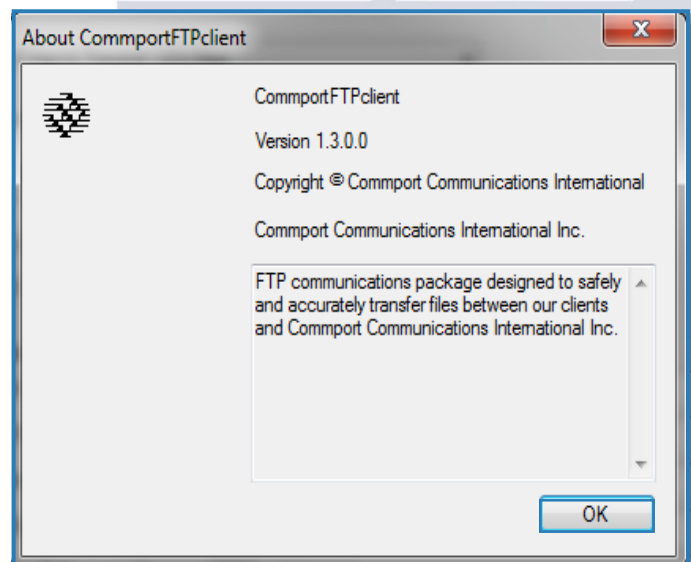 About CommportFTPclient
X
CommportFTPclient
Version 1.3.0.0
Copyright © Commport Communications International
Commport Communications International Inc.
FTP communications package designed to safely
and accurately transfer files between our clients
and Commport Communications International Inc.
OK